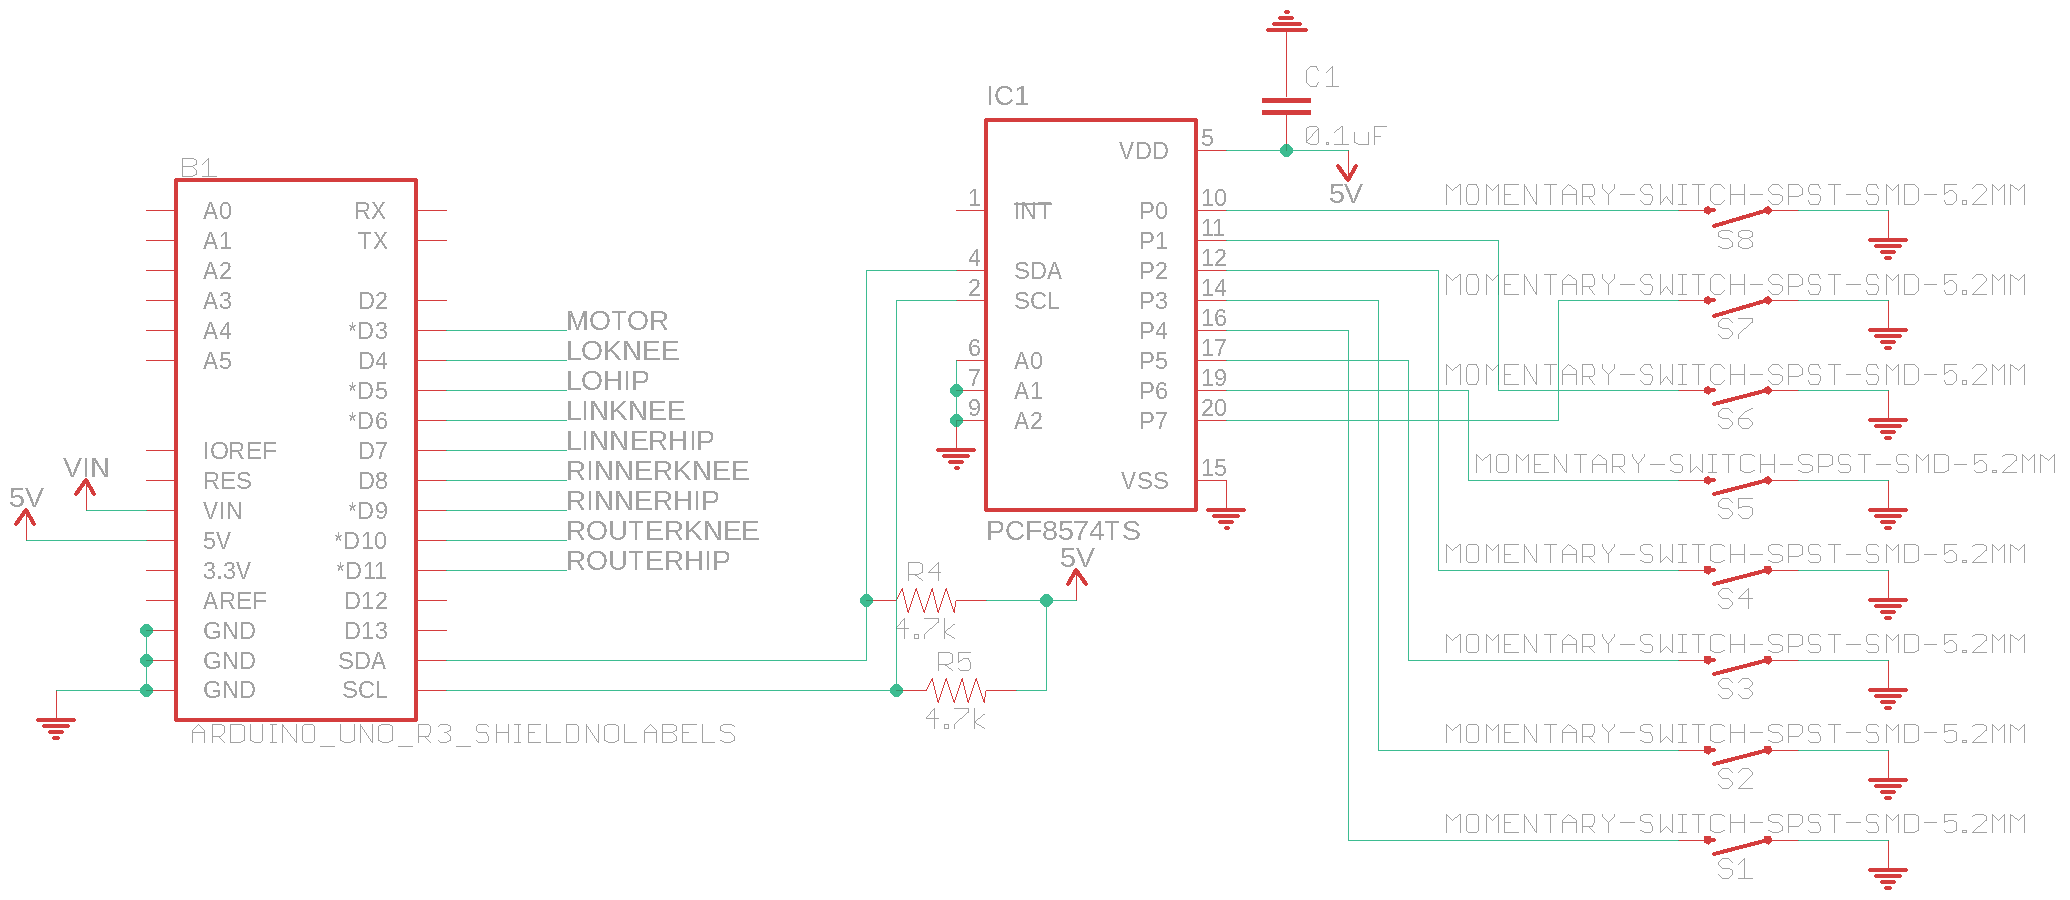 B1
A0
A1
A2
A3
A4
A5
IOREF
RES
VIN
5V
3.3V
AREF
GND
GND
GND
RX
TX
D2
*D3
D4
*D5
*D6
D7
D8
*D9
*D10
*D11
D12
D13
SDA
SCL
ARDUINO_UNO_R3_SHIELDNOLABELS
VIN
5V
MOTOR
LOKNEE
LOHIP
LINKNEE
LINNERHIP
RINNERKNEE
RINNERHIP
ROUTERKNEE
ROUTERHIP
IC1
1 INT
4 SDA
2 SCL
6 A0
7 A1
9 A2
VDD 5
P0 10
P1 11
P2 12
P3 14
P4 16
P5 17
P6 19
P7 20
VSS 15
PCF8574TS
5V
R4
4.7k
R5
4.7k
C1
0.1uF
5V
MOMENTARY-SWITCH-SPST-SMD-5.2MM
S8
MOMENTARY-SWITCH-SPST-SMD-5.2MM
S7
MOMENTARY-SWITCH-SPST-SMD-5.2MM
S6
MOMENTARY-SWITCH-SPST-SMD-5.2MM
S5
MOMENTARY-SWITCH-SPST-SMD-5.2MM
S4
MOMENTARY-SWITCH-SPST-SMD-5.2MM
S3
MOMENTARY-SWITCH-SPST-SMD-5.2MM
S2
MOMENTARY-SWITCH-SPST-SMD-5.2MM
S1